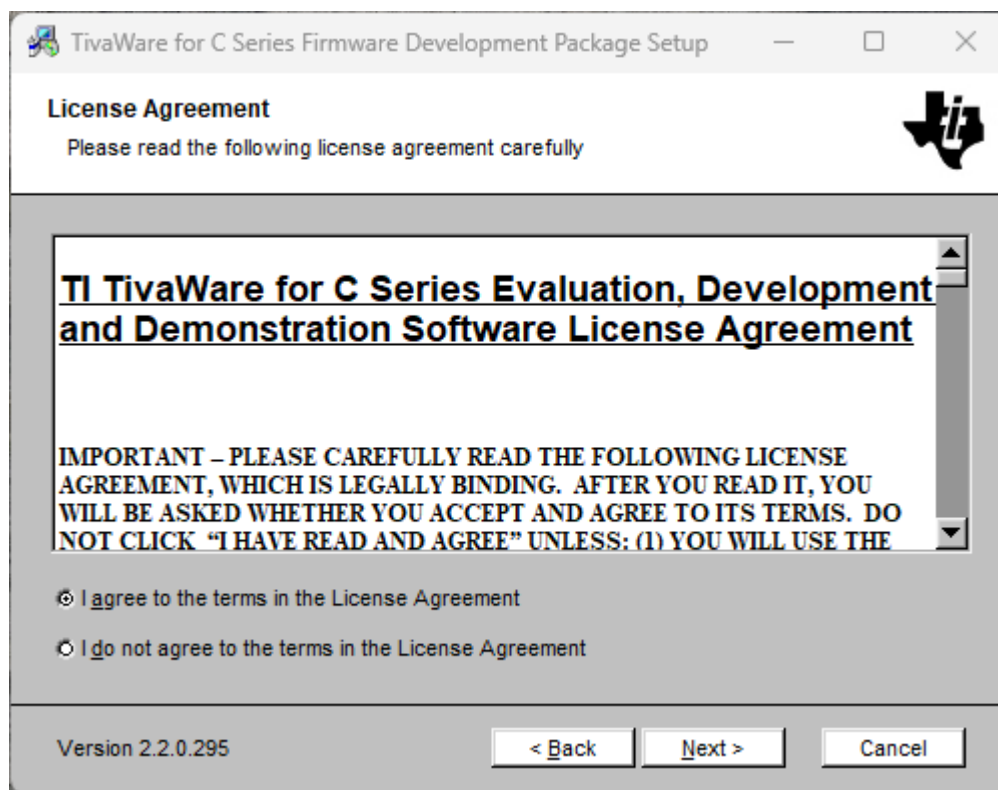 TivaWare for C Series Firmware Development Package Setup
License Agreement
Please read the following license agreement carefully
TI TivaWare for C Series Evaluation, Development
and Demonstration Software License Agreement
IMPORTANT – PLEASE CAREFULLY READ THE FOLLOWING LICENSE
AGREEMENT, WHICH IS LEGALLY BINDING.  AFTER YOU READ IT, YOU
WILL BE ASKED WHETHER YOU ACCEPT AND AGREE TO ITS TERMS.  DO
NOT CLICK  “I HAVE READ AND AGREE” UNLESS: (1) YOU WILL USE THE
I agree to the terms in the License Agreement
I do not agree to the terms in the License Agreement
Version 2.2.0.295
< Back
Next >
Cancel